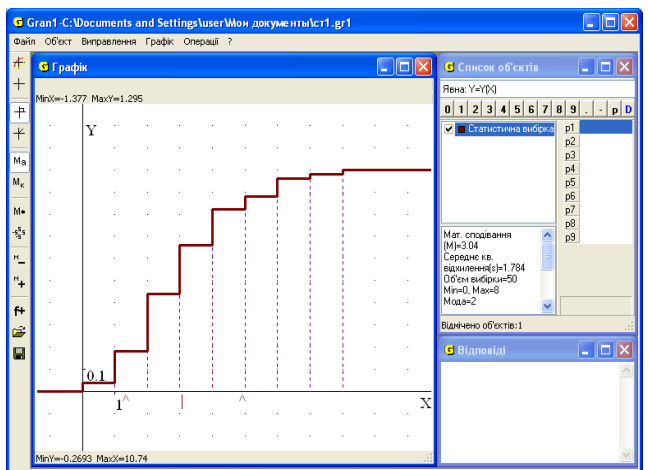 Gran1-C:\Documents and Settings\user\Мои документы\ст1.gr1
Файл Об'єкт Виправлення Графік Операції ?
Графік
MinX=-1.377 MaxY=1.295
Y
0.1
1
X
MinY=-0.2693 MaxX=10.74
Список об'єктів
Явна: Y=Y(X)
0 1 2 3 4 5 6 7 8 9 . - p D
Статистична вибірка
p1
p2
p3
p4
p5
p6
p7
p8
p9
Мат. сподівання
(M)=3.04
Середнє кв.
відхилення(s)=1.784
Об'єм вибірки=50
Min=0, Max=8
Мода=2
Відмічено об'єктів:1
Відповіді